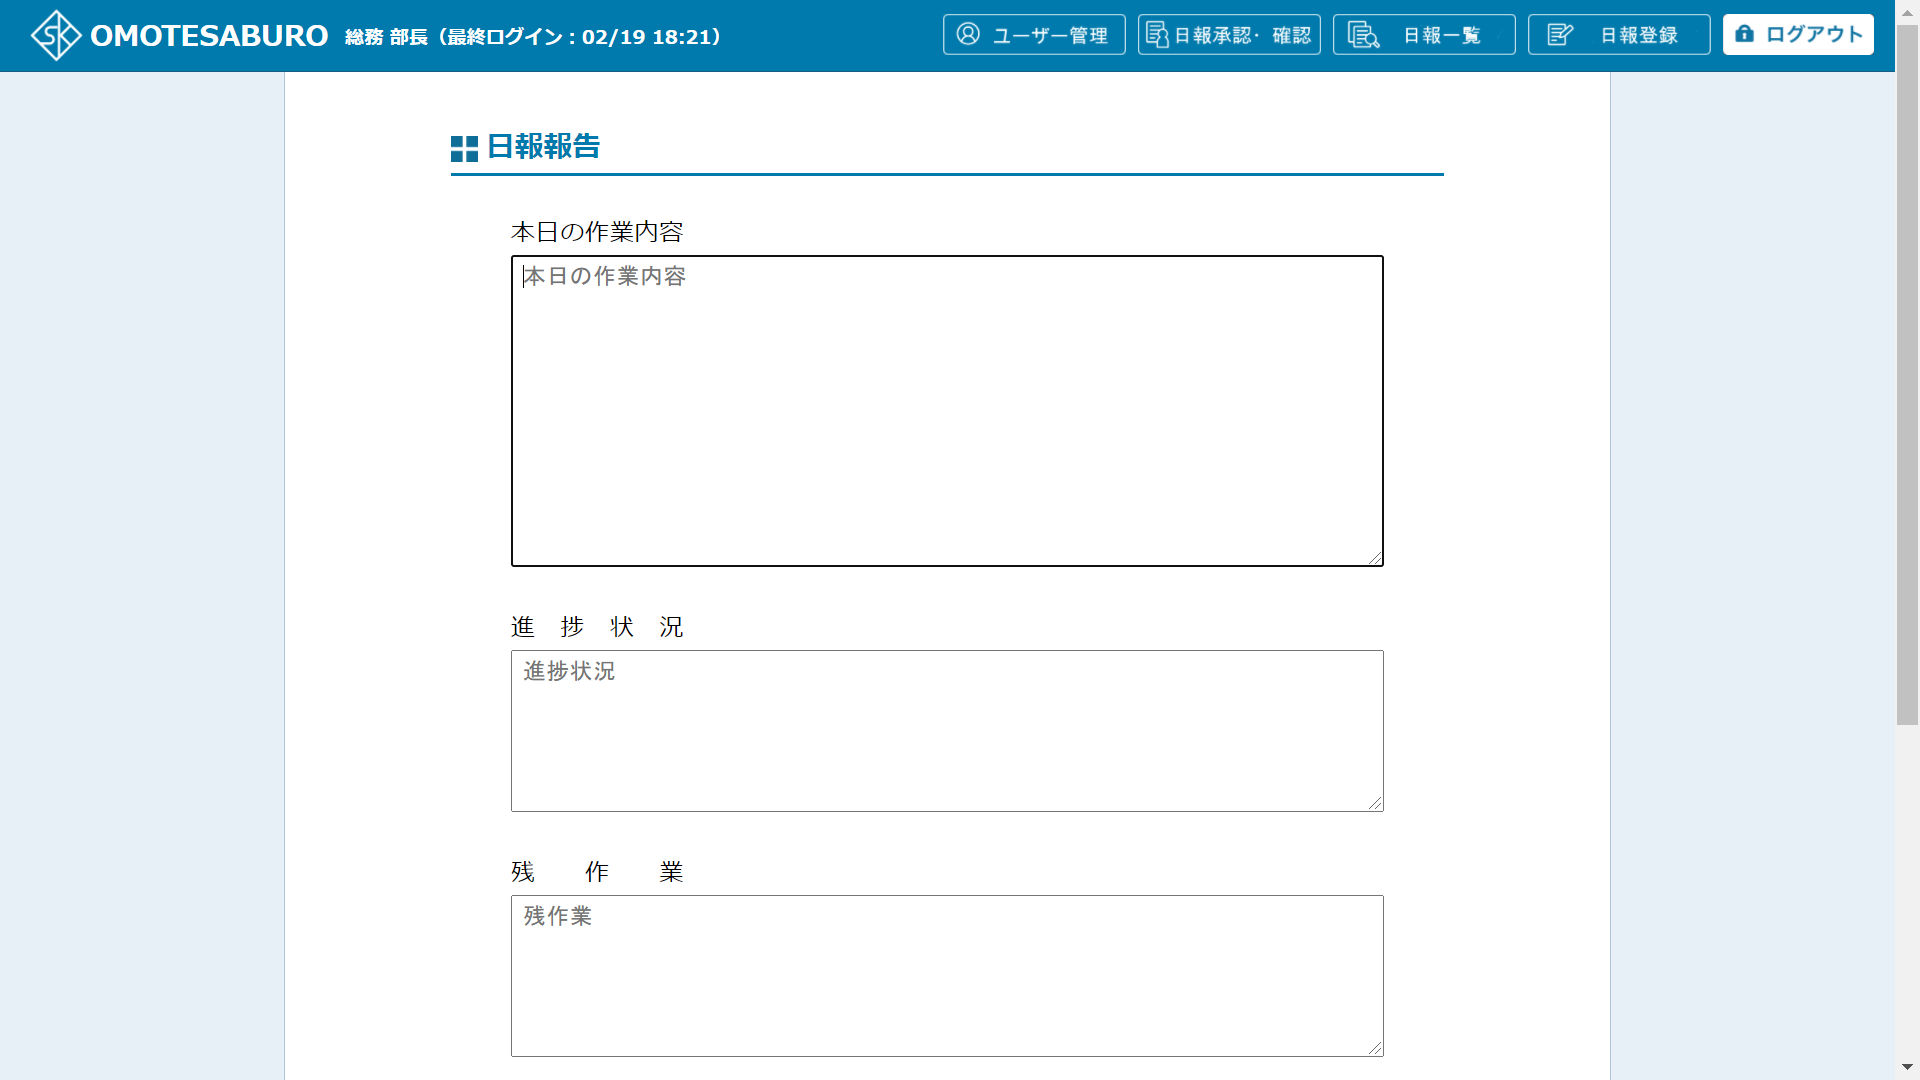 OMOTESABURO 総務 部長（最終ログイン：02/19 18:21） ユーザー管理 日報承認・確認 日報一覧 日報登録 ログアウト
日報報告
本日の作業内容
本日の作業内容
進　捗　状　況
進捗状況
残　　作　　業
残作業